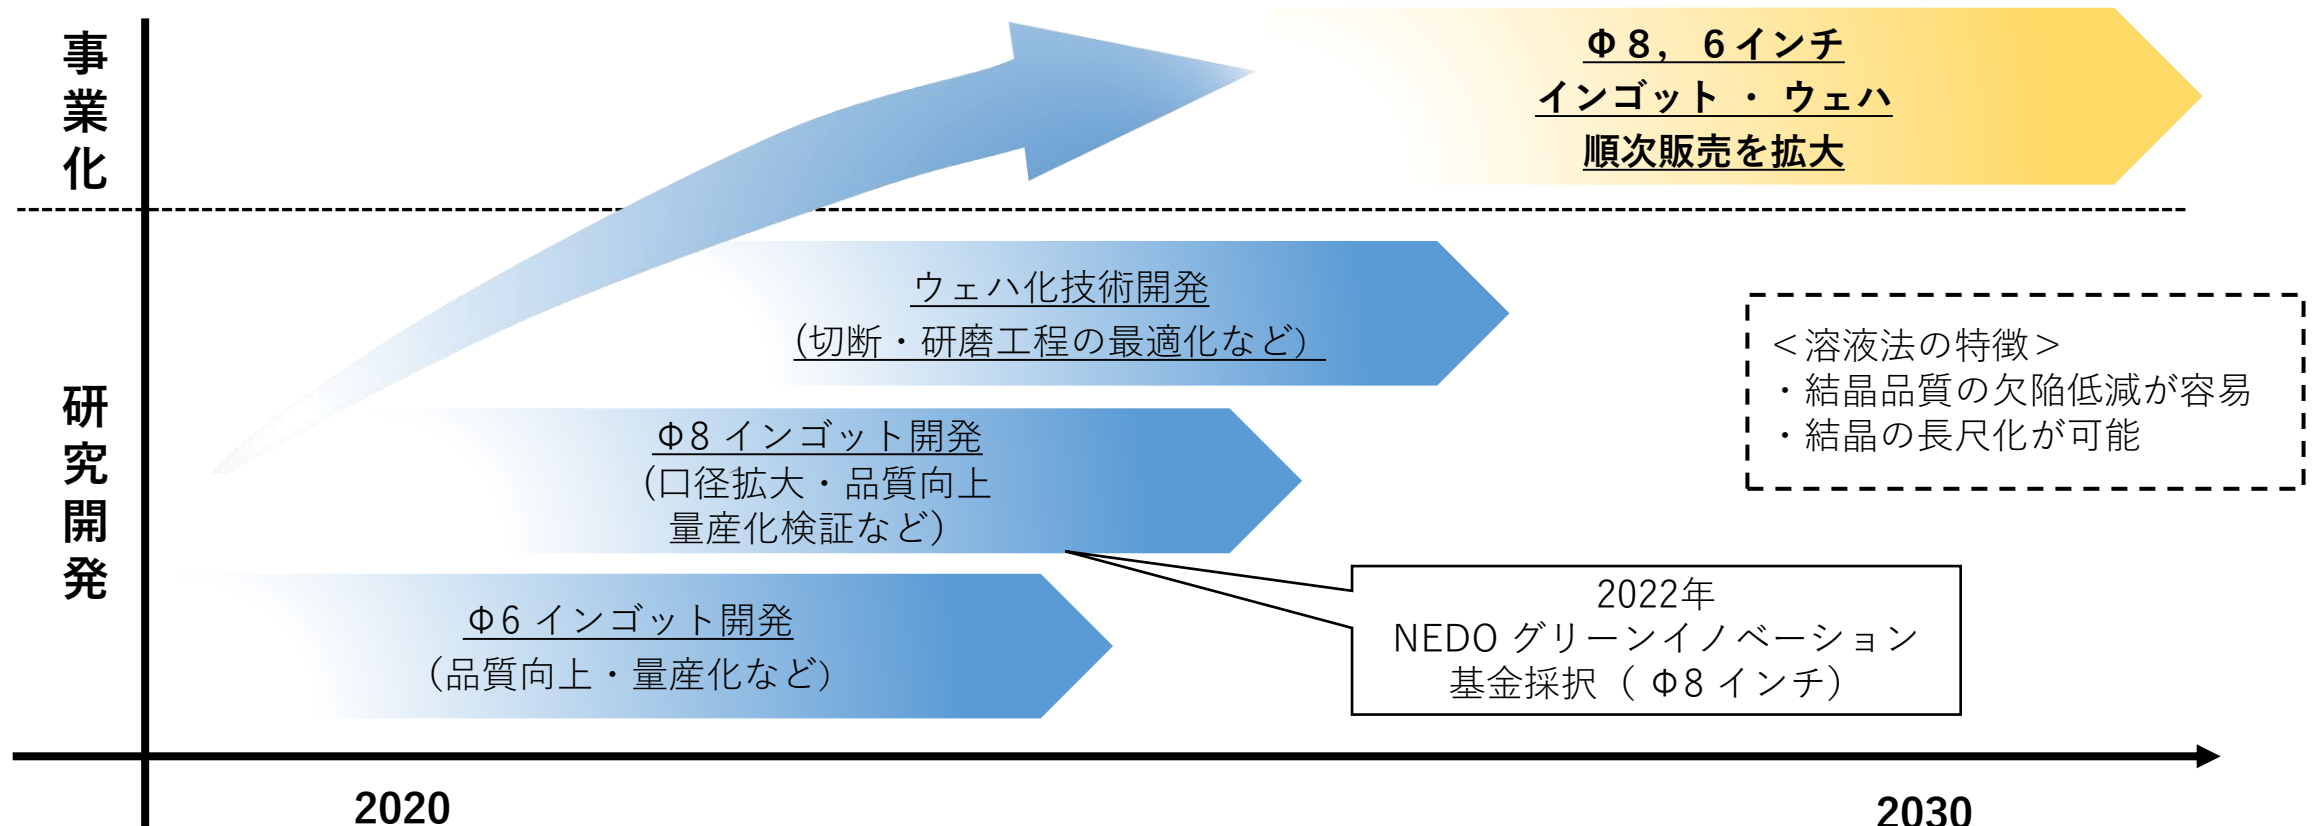 事業化
Φ８，６インチ
インゴット・ウェハ
順次販売を拡大
研究開発
ウェハ化技術開発
(切断・研磨工程の最適化など）
Φ8 インゴット開発
(口径拡大・品質向上
量産化検証など）
Φ6 インゴット開発
(品質向上・量産化など）
＜溶液法の特徴＞
・結晶品質の欠陥低減が容易
・結晶の長尺化が可能
2022年
NEDO グリーンイノベーション
基金採択（ Φ8 インチ）
2020
2030